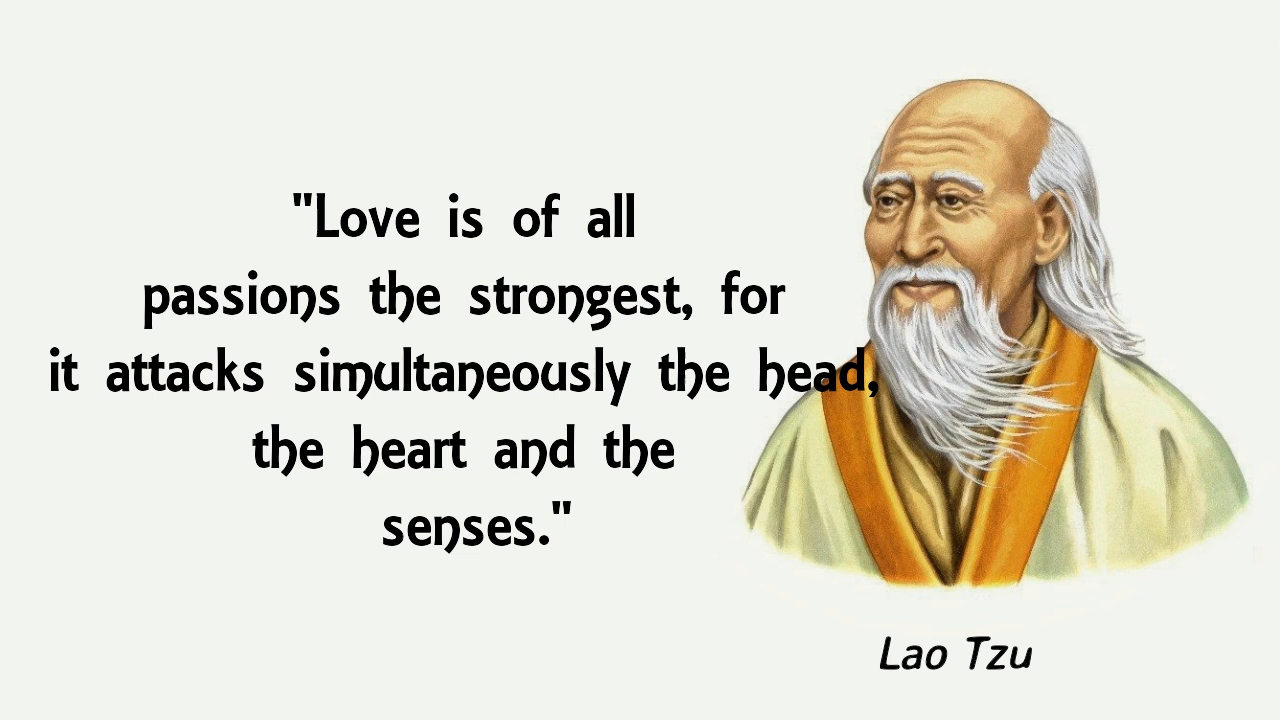 "Love is of all
passions the strongest, for
it attacks simultaneously the head,
the heart and the
senses."
Lao Tzu